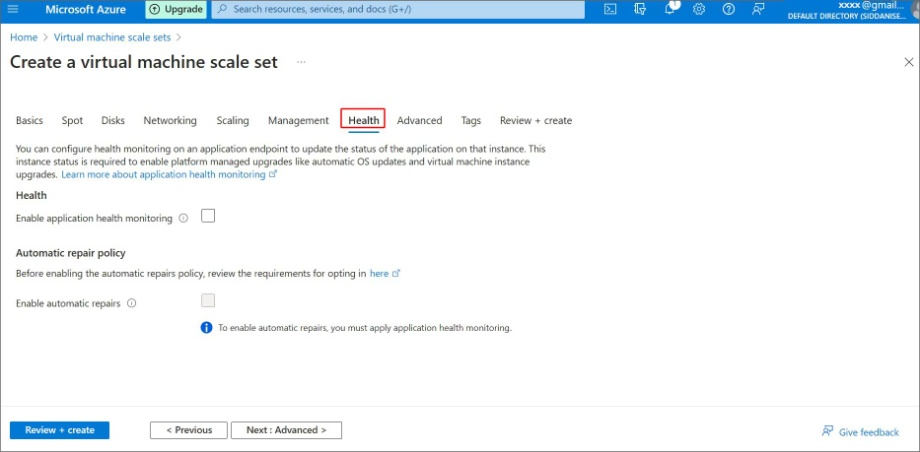 Microsoft Azure
Upgrade
Search resources, services, and docs (G+/)
1
xxxx @gmail...
DEFAULT DIRECTORY (SIDDANISE...
Home > Virtual machine scale sets >
Create a virtual machine scale set ...
Basics Spot Disks Networking Scaling Management Health Advanced Tags Review + create
You can configure health monitoring on an application endpoint to update the status of the application on that instance. This
instance status is required to enable platform managed upgrades like automatic OS updates and virtual machine instance
upgrades. Learn more about application health monitoring
Health
Enable application health monitoring
Automatic repair policy
Before enabling the automatic repairs policy, review the requirements for opting in here
Enable automatic repairs
To enable automatic repairs, you must apply application health monitoring.
Review + create < Previous Next : Advanced > Give feedback